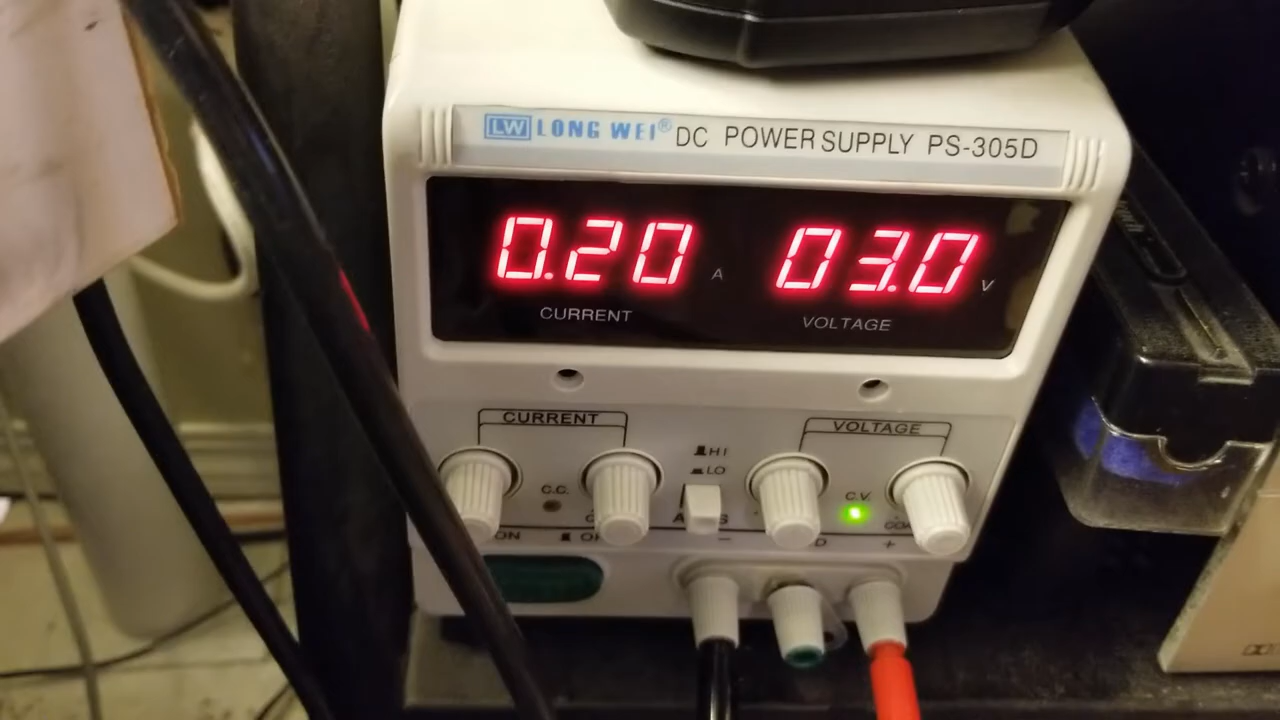 LW LONG WEI® DC POWER SUPPLY PS-305D
0.20 A 03.0 V
CURRENT VOLTAGE
CURRENT VOLTAGE
HI
LO
C.C. C.V.
ON
- +